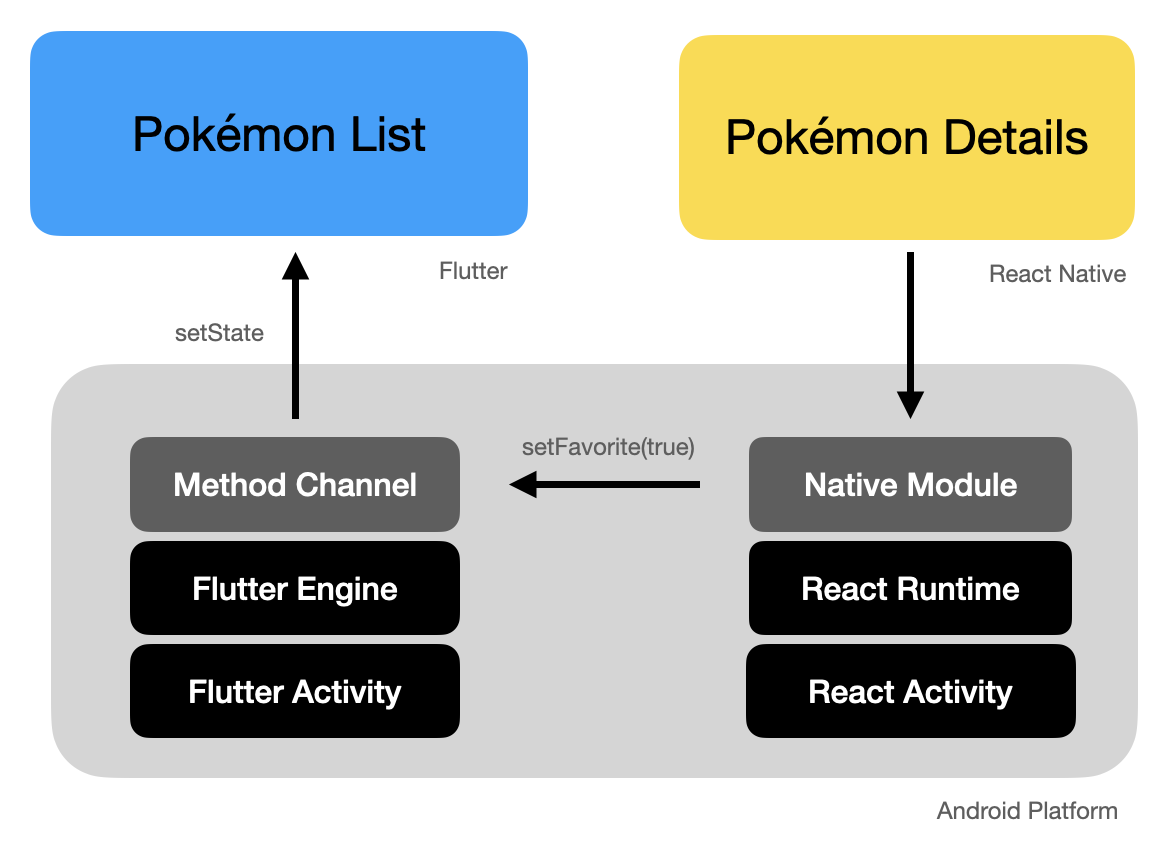 Pokémon List
Pokémon Details
Flutter
React Native
setState
setFavorite(true)
Method Channel
Native Module
Flutter Engine
React Runtime
Flutter Activity
React Activity
Android Platform